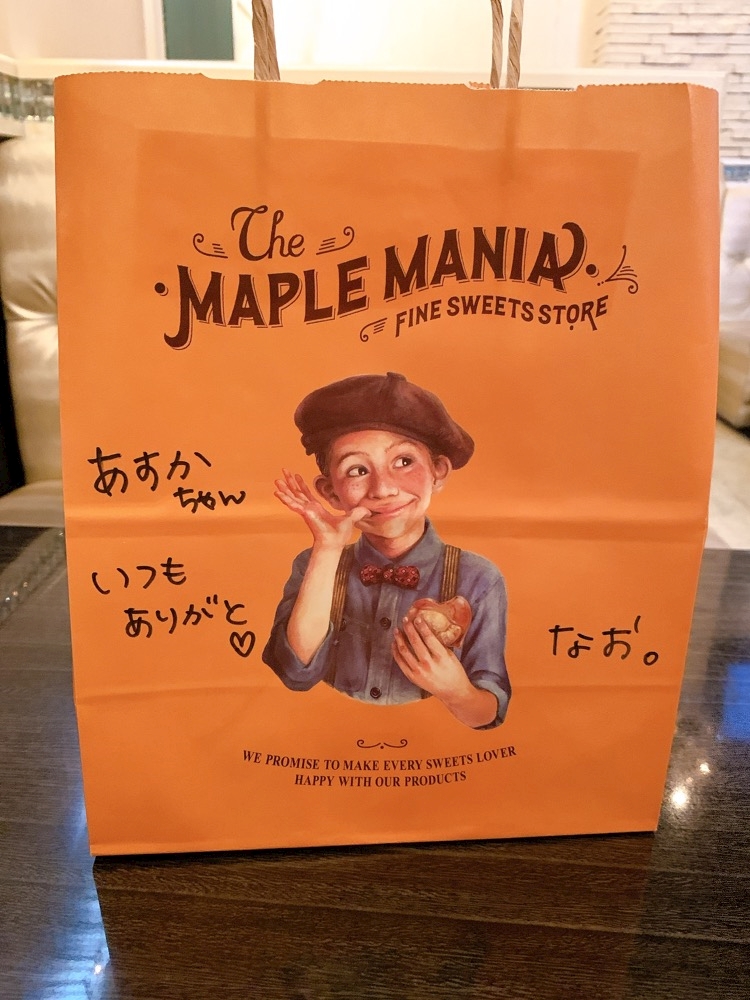 The
MAPLE MANIA
FINE SWEETS STORE
あすか
ちゃん
いつも
ありがと
♡
なお。
WE PROMISE TO MAKE EVERY SWEETS LOVER
HAPPY WITH OUR PRODUCTS